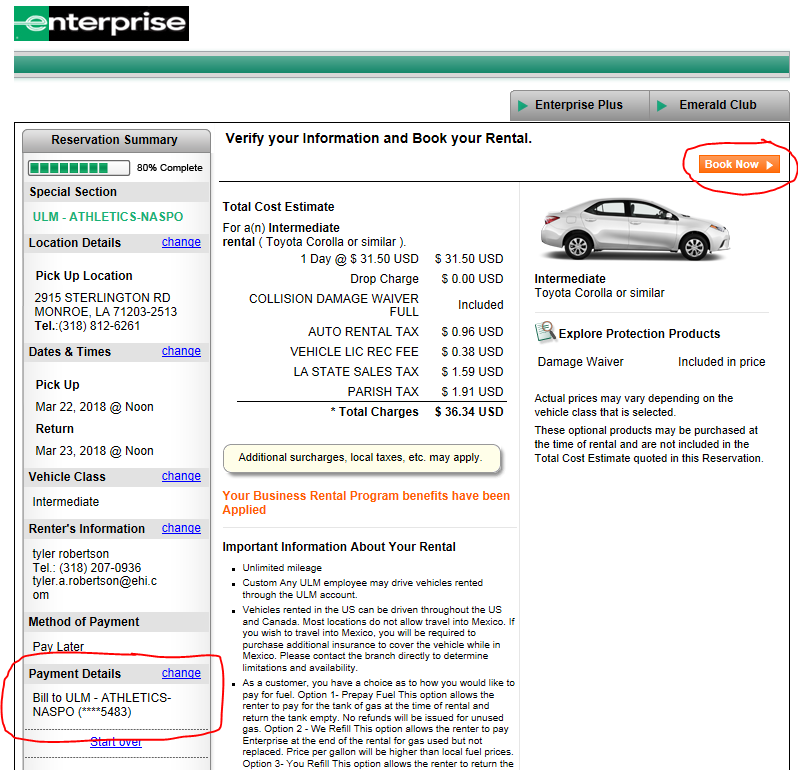 enterprise
Enterprise Plus
Emerald Club
Reservation Summary
80% Complete
Special Section
ULM - ATHLETICS-NASPO
Location Details change
Pick Up Location
2915 STERLINGTON RD
MONROE, LA 71203-2513
Tel.:(318) 812-6261
Dates & Times change
Pick Up
Mar 22, 2018 @ Noon
Return
Mar 23, 2018 @ Noon
Vehicle Class change
Intermediate
Renter's Information change
tyler robertson
Tel.: (318) 207-0936
tyler.a.robertson@ehi.c
om
Method of Payment
Pay Later
Payment Details change
Bill to ULM - ATHLETICS-
NASPO (****5483)
Start over
Verify your Information and Book your Rental.
Book Now
Total Cost Estimate
For a(n) Intermediate
rental ( Toyota Corolla or similar ).
1 Day @ $ 31.50 USD $ 31.50 USD
Drop Charge $ 0.00 USD
COLLISION DAMAGE WAIVER
FULL Included
AUTO RENTAL TAX $ 0.96 USD
VEHICLE LIC REC FEE $ 0.38 USD
LA STATE SALES TAX $ 1.59 USD
PARISH TAX $ 1.91 USD
* Total Charges $ 36.34 USD
Additional surcharges, local taxes, etc. may apply.
Your Business Rental Program benefits have been
Applied
Important Information About Your Rental
Unlimited mileage
Custom Any ULM employee may drive vehicles rented
through the ULM account.
Vehicles rented in the US can be driven throughout the US
and Canada. Most locations do not allow travel into Mexico. If
you wish to travel into Mexico, you will be required to
purchase additional insurance to cover the vehicle while in
Mexico. Please contact the branch directly to determine
limitations and availability.
As a customer, you have a choice as to how you would like to
pay for fuel. Option 1- Prepay Fuel This option allows the
renter to pay for the tank of gas at the time of rental and
return the tank empty. No refunds will be issued for unused
gas. Option 2 - We Refill This option allows the renter to pay
Enterprise at the end of the rental for gas used but not
replaced. Price per gallon will be higher than local fuel prices.
Option 3- You Refill This option allows the renter to return the
Intermediate
Toyota Corolla or similar
Explore Protection Products
Damage Waiver Included in price
Actual prices may vary depending on the
vehicle class that is selected.
These optional products may be purchased at
the time of rental and are not included in the
Total Cost Estimate quoted in this Reservation.